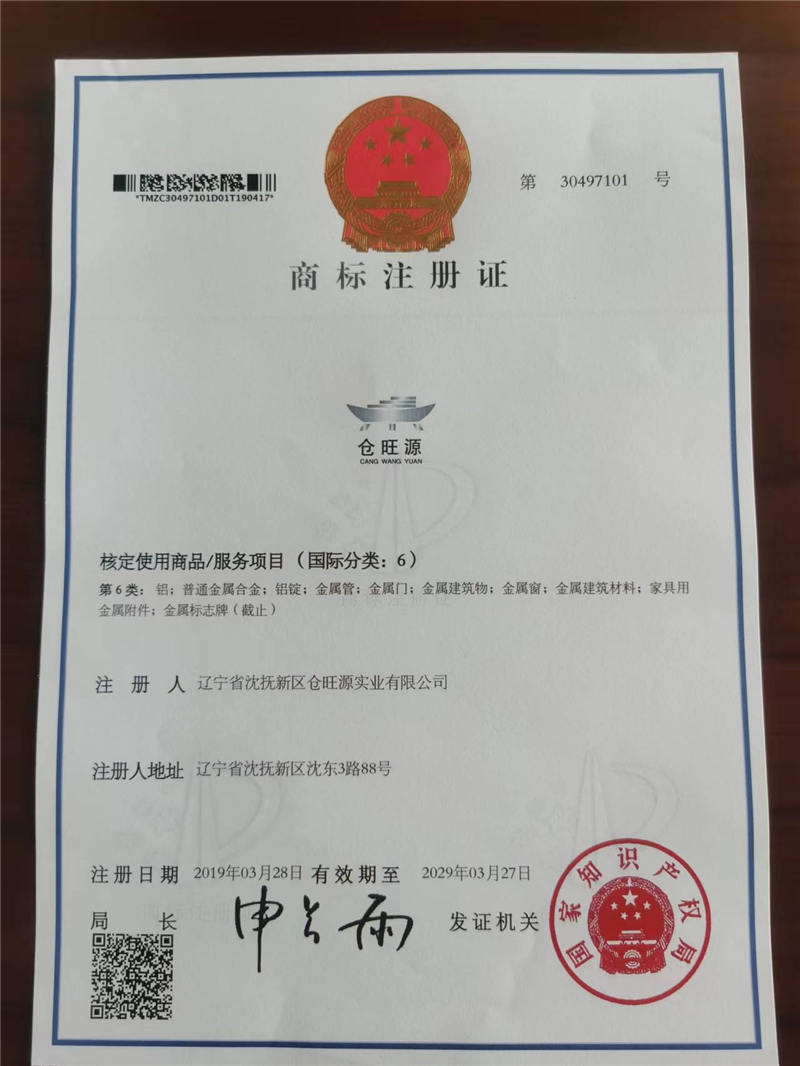 *TMZC30497101D01T190417*
第 30497101 号
商标注册证
仓旺源
CANG WANG YUAN
核定使用商品/服务项目（国际分类：6）
第6类：铝；普通金属合金；铝锭；金属管；金属门；金属建筑物；金属窗；金属建筑材料；家具用
金属附件；金属标志牌（截止）
注册人 辽宁省沈抚新区仓旺源实业有限公司
注册人地址 辽宁省沈抚新区沈东3路88号
注册日期 2019年03月28日 有效期至 2029年03月27日
局长 申长雨 发证机关
国家知识产权局